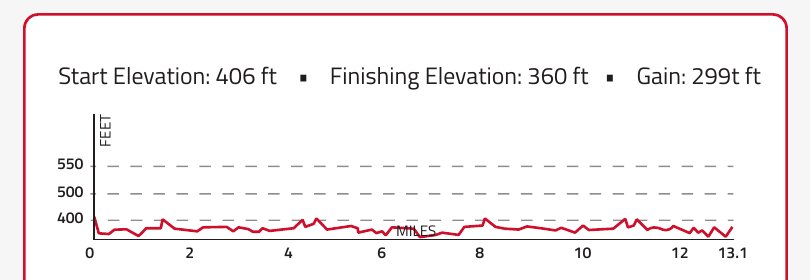 Start Elevation: 406 ft ▪ Finishing Elevation: 360 ft ▪ Gain: 299t ft
FEET
550
500
400
MILES
0 2 4 6 8 10 12 13.1